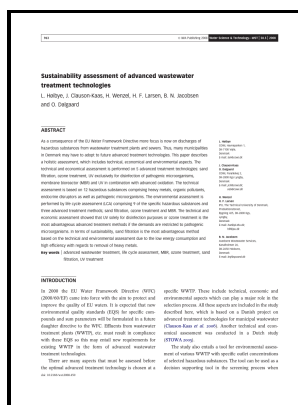 Sustainability assessment of advanced wastewater
treatment technologies
L. Høibye, J. Clauson-Kaas, H. Wenzel, H. F. Larsen, B. N. Jacobsen
and O. Dalgaard
ABSTRACT
As a consequence of the EU Water Framework Directive more focus is now on discharges of
hazardous substances from wastewater treatment plants and sewers. Thus, many municipalities
in Denmark may have to adapt to future advanced treatment technologies. This paper describes
a holistic assessment, which includes technical, economical and environmental aspects. The
technical and economical assessment is performed on 5 advanced treatment technologies: sand
filtration, ozone treatment, UV exclusively for disinfection of pathogenic microorganisms,
membrane bioreactor (MBR) and UV in combination with advanced oxidation. The technical
assessment is based on 12 hazardous substances comprising heavy metals, organic pollutants,
endocrine disruptors as well as pathogenic microorganisms. The environmental assessment is
performed by life cycle assessment (LCA) comprising 9 of the specific hazardous substances and
three advanced treatment methods; sand filtration, ozone treatment and MBR. The technical and
economic assessment showed that UV solely for disinfection purposes or ozone treatment is the
most advantageous advanced treatment methods if the demands are restricted to pathogenic
microorganisms. In terms of sustainability, sand filtration is the most advantageous method
based on the technical and environmental assessment due to the low energy consumption and
high efficiency with regards to removal of heavy metals.
Key words | advanced wastewater treatment, life cycle assessment, MBR, ozone treatment, sand
filtration, UV treatment
INTRODUCTION
In 2000 the EU Water Framework Directive (WFD)
(2000/60/EF) came into force with the aim to protect and
improve the quality of EU waters. It is expected that new
environmental quality standards (EQS) for specific com-
pounds and sum parameters will be formulated in a future
daughter directive to the WFD. Effluents from wastewater
treatment plants (WWTP), etc. must result in compliance
with these EQS so this may entail new requirements for
existing WWTP in the form of advanced wastewater
treatment technologies.
There are many aspects that must be assessed before
the optimal advanced treatment technology is chosen at a
specific WWTP. These include technical, economic and
environmental aspects which can play a major role in the
selection process. All these aspects are included in the study
described here, which is based on a Danish project on
advanced treatment technologies for municipal wastewater
(Clauson-Kaas et al. 2006). Another technical and eco-
nomical assessment was conducted in a Dutch study
(STOWA 2005).
The study also entails a tool for environmental assess-
ment of various WWTP with specific outlet concentrations
of selected hazardous substances. The tool can be used as a
decision supporting tool in the screening process when